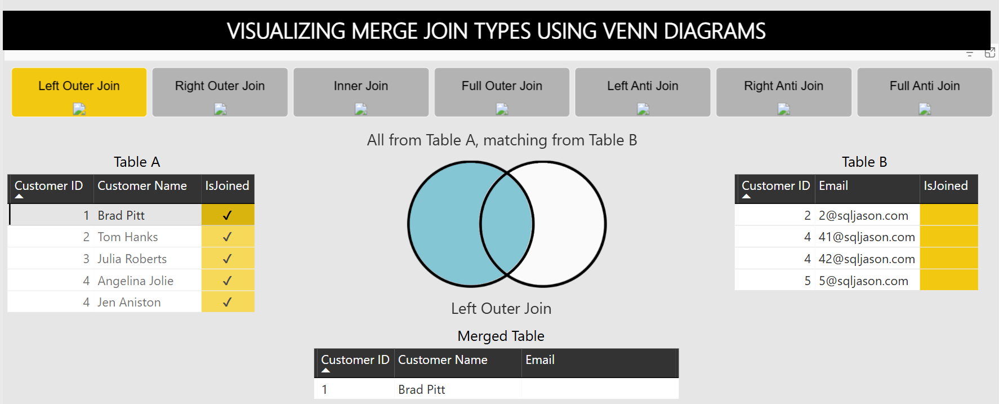 VISUALIZING MERGE JOIN TYPES USING VENN DIAGRAMS
Left Outer Join
Right Outer Join
Inner Join
Full Outer Join
Left Anti Join
Right Anti Join
Full Anti Join
All from Table A, matching from Table B
Table A
Customer ID Customer Name IsJoined
1 Brad Pitt ✓
2 Tom Hanks ✓
3 Julia Roberts ✓
4 Angelina Jolie ✓
4 Jen Aniston ✓
Table B
Customer ID Email IsJoined
2 2@sqljason.com
4 41@sqljason.com
4 42@sqljason.com
5 5@sqljason.com
Left Outer Join
Merged Table
Customer ID Customer Name Email
1 Brad Pitt